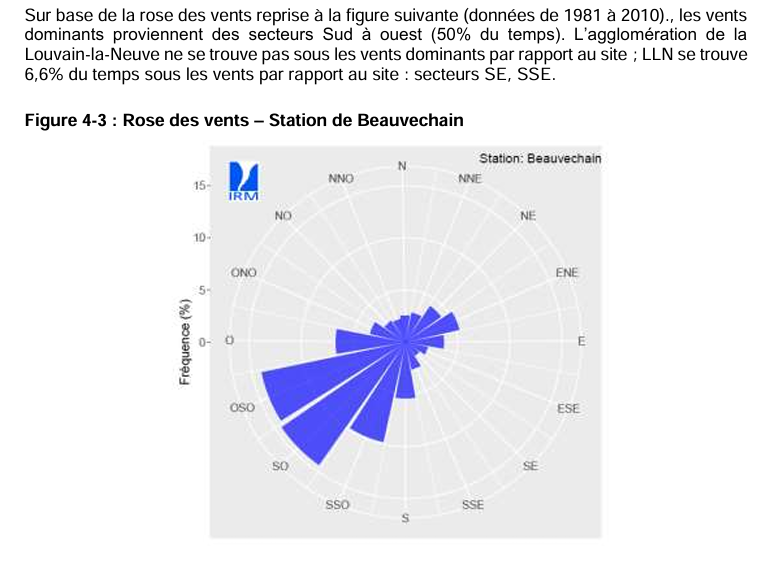 Sur base de la rose des vents reprise à la figure suivante (données de 1981 à 2010)., les vents
dominants proviennent des secteurs Sud à ouest (50% du temps). L'agglomération de la
Louvain-la-Neuve ne se trouve pas sous les vents dominants par rapport au site ; LLN se trouve
6,6% du temps sous les vents par rapport au site : secteurs SE, SSE.
Figure 4-3 : Rose des vents – Station de Beauvechain
Station: Beauvechain
IRM
N
NNO
NNE
15
NO
NE
10
ONO
ENE
5
Fréquence (%)
0
O
E
OSO
ESE
SO
SE
SSO
SSE
S